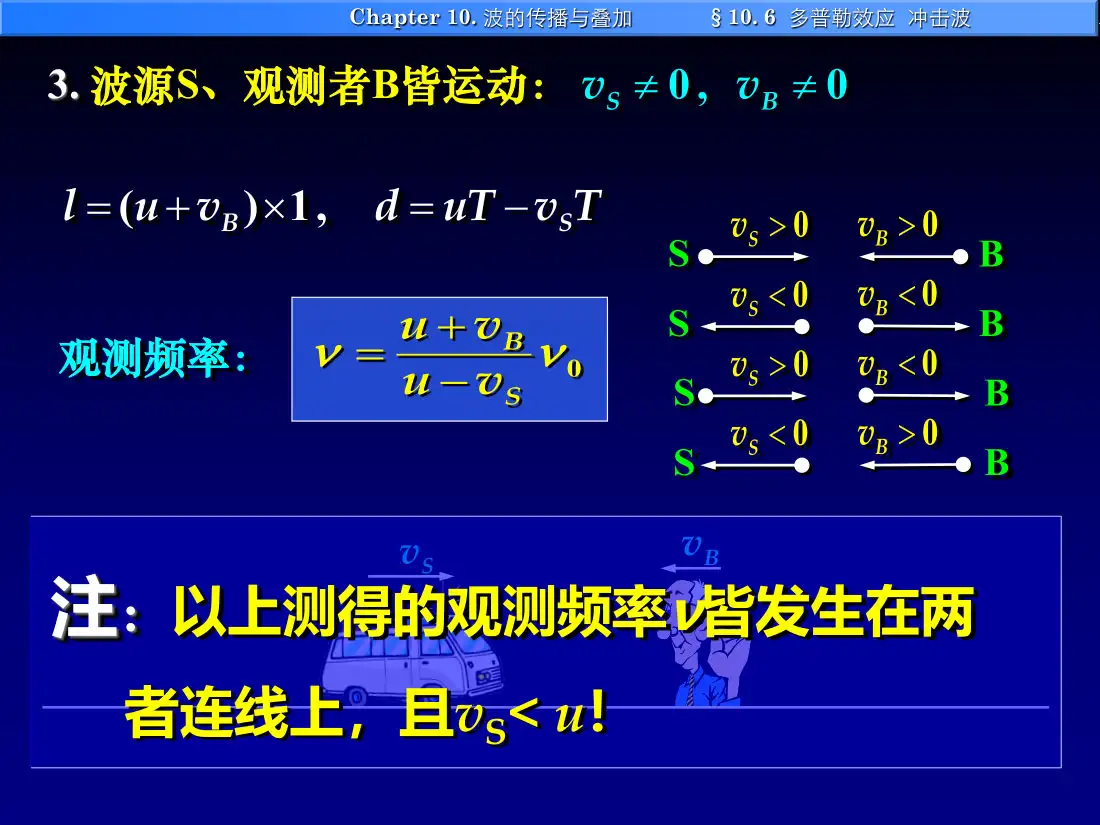 Chapter 10. 波的传播与叠加 §10. 6 多普勒效应 冲击波
3. 波源S、观测者B皆运动： v_S ≠ 0 , v_B ≠ 0
l = (u + v_B) × 1 , d = uT − v_S T
v_S > 0 v_B > 0
S B
v_S < 0 v_B < 0
S B
观测频率： ν = (u + v_B)/(u − v_S) ν_0
v_S > 0 v_B < 0
S B
v_S < 0 v_B > 0
S B
v_S v_B
注：以上测得的观测频率ν皆发生在两
者连线上，且v_S < u！